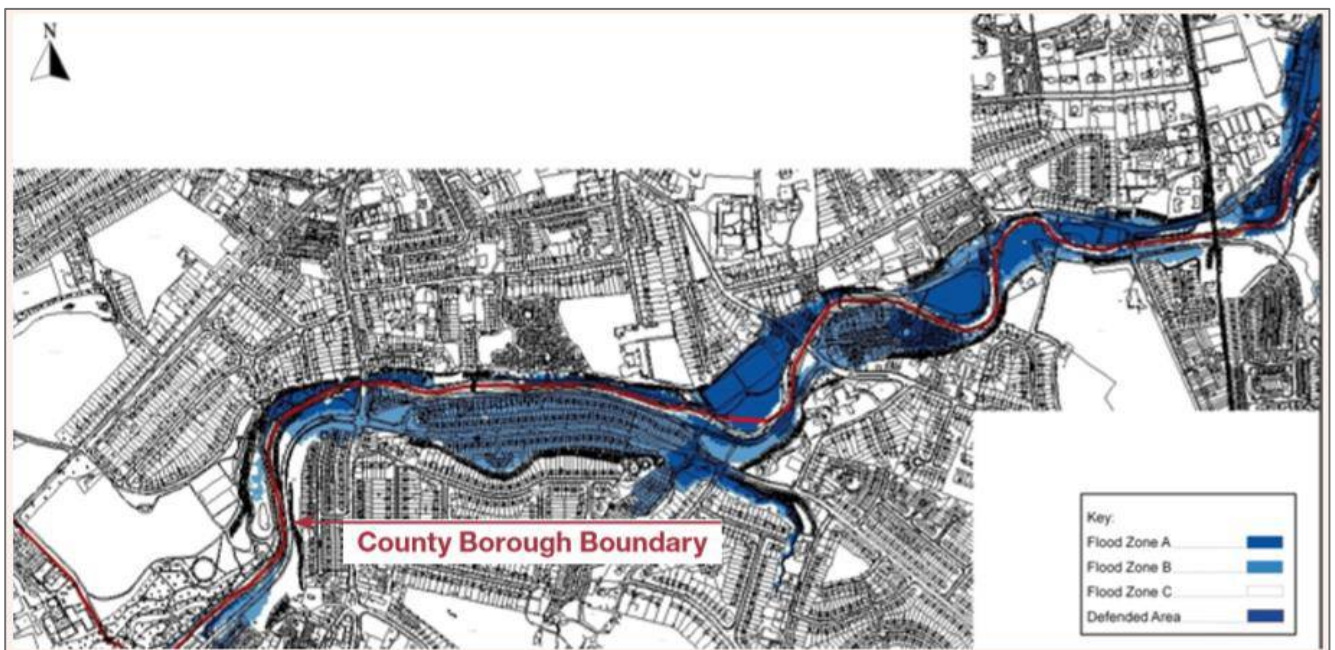 N
County Borough Boundary
Key:
Flood Zone A
Flood Zone B
Flood Zone C
Defended Area